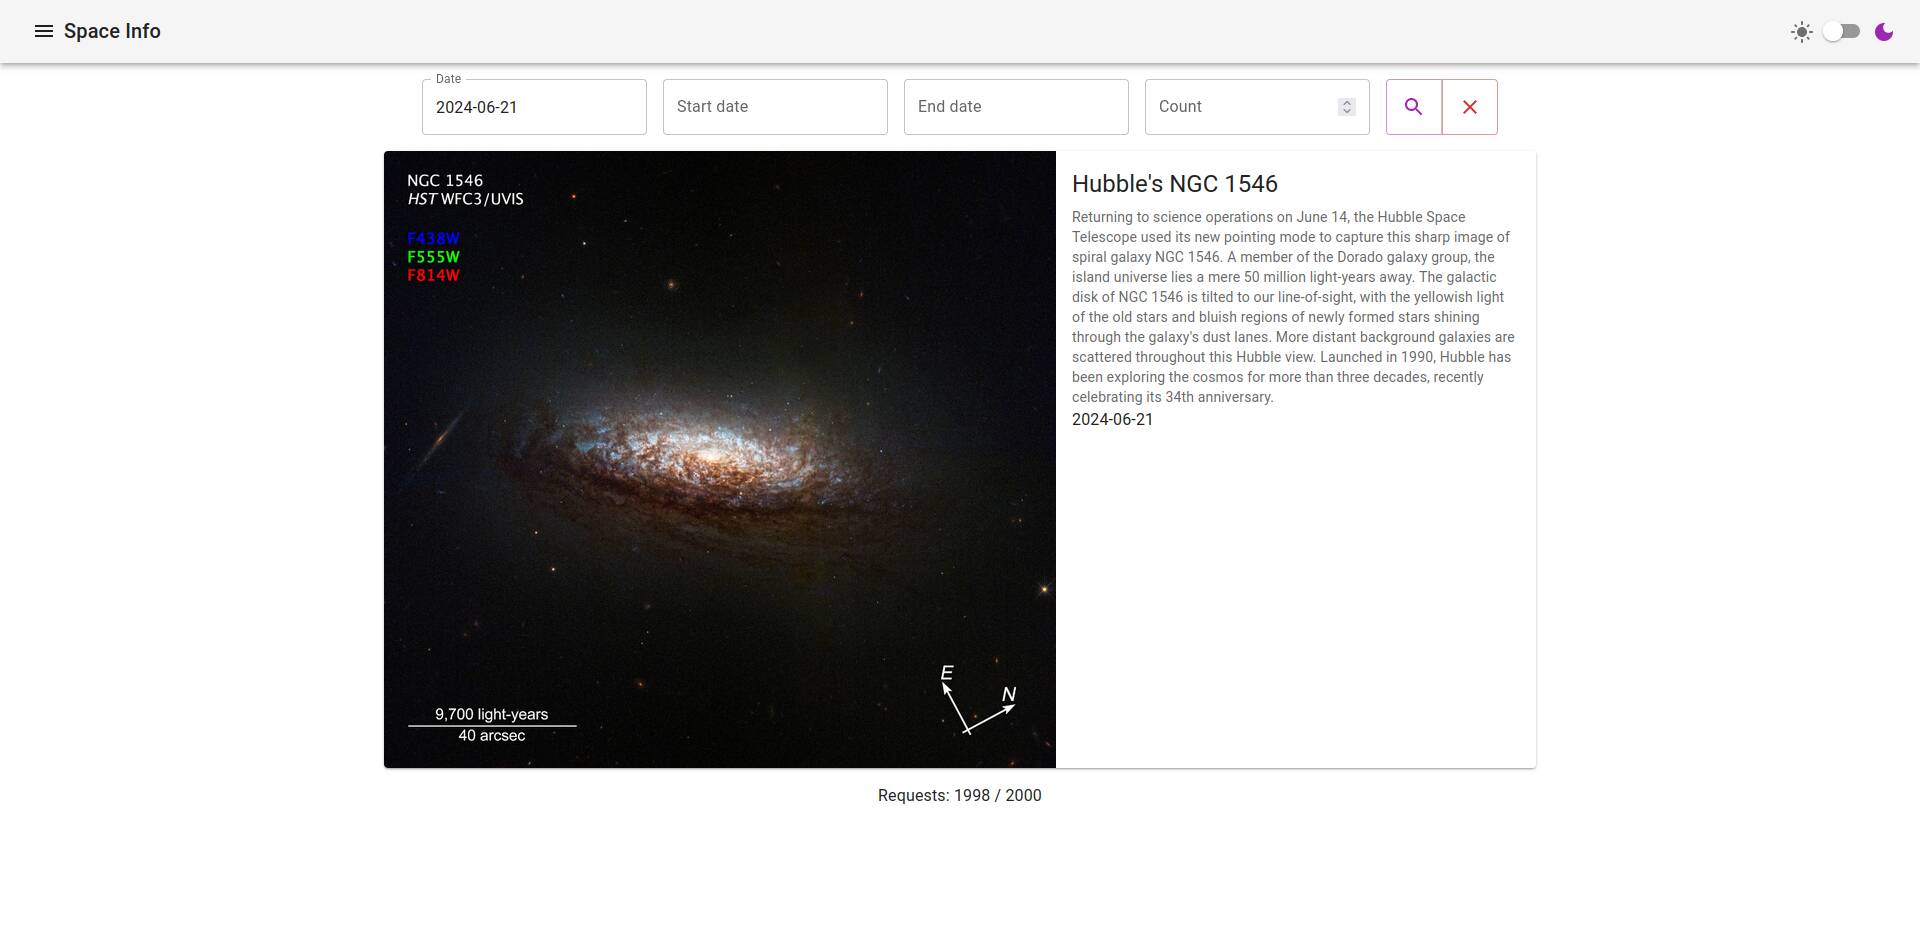 Space Info
Date
2024-06-21
Start date
End date
Count
NGC 1546
HST WFC3/UVIS
F438W
F555W
F814W
E
N
9,700 light-years
40 arcsec
Hubble's NGC 1546
Returning to science operations on June 14, the Hubble Space
Telescope used its new pointing mode to capture this sharp image of
spiral galaxy NGC 1546. A member of the Dorado galaxy group, the
island universe lies a mere 50 million light-years away. The galactic
disk of NGC 1546 is tilted to our line-of-sight, with the yellowish light
of the old stars and bluish regions of newly formed stars shining
through the galaxy's dust lanes. More distant background galaxies are
scattered throughout this Hubble view. Launched in 1990, Hubble has
been exploring the cosmos for more than three decades, recently
celebrating its 34th anniversary.
2024-06-21
Requests: 1998 / 2000